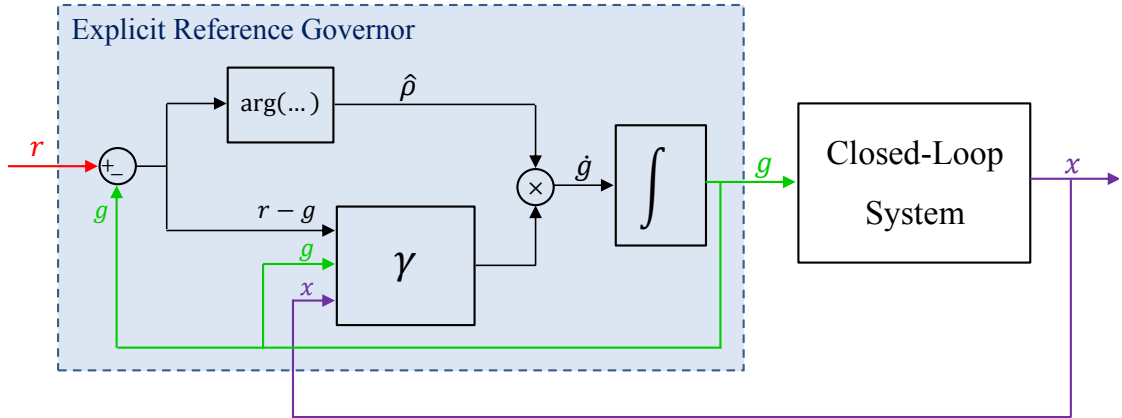 Explicit Reference Governor
arg(…)
ρ̂
r
+
−
g
r − g
g
x
γ
×
ġ
∫
g
Closed-Loop
System
x